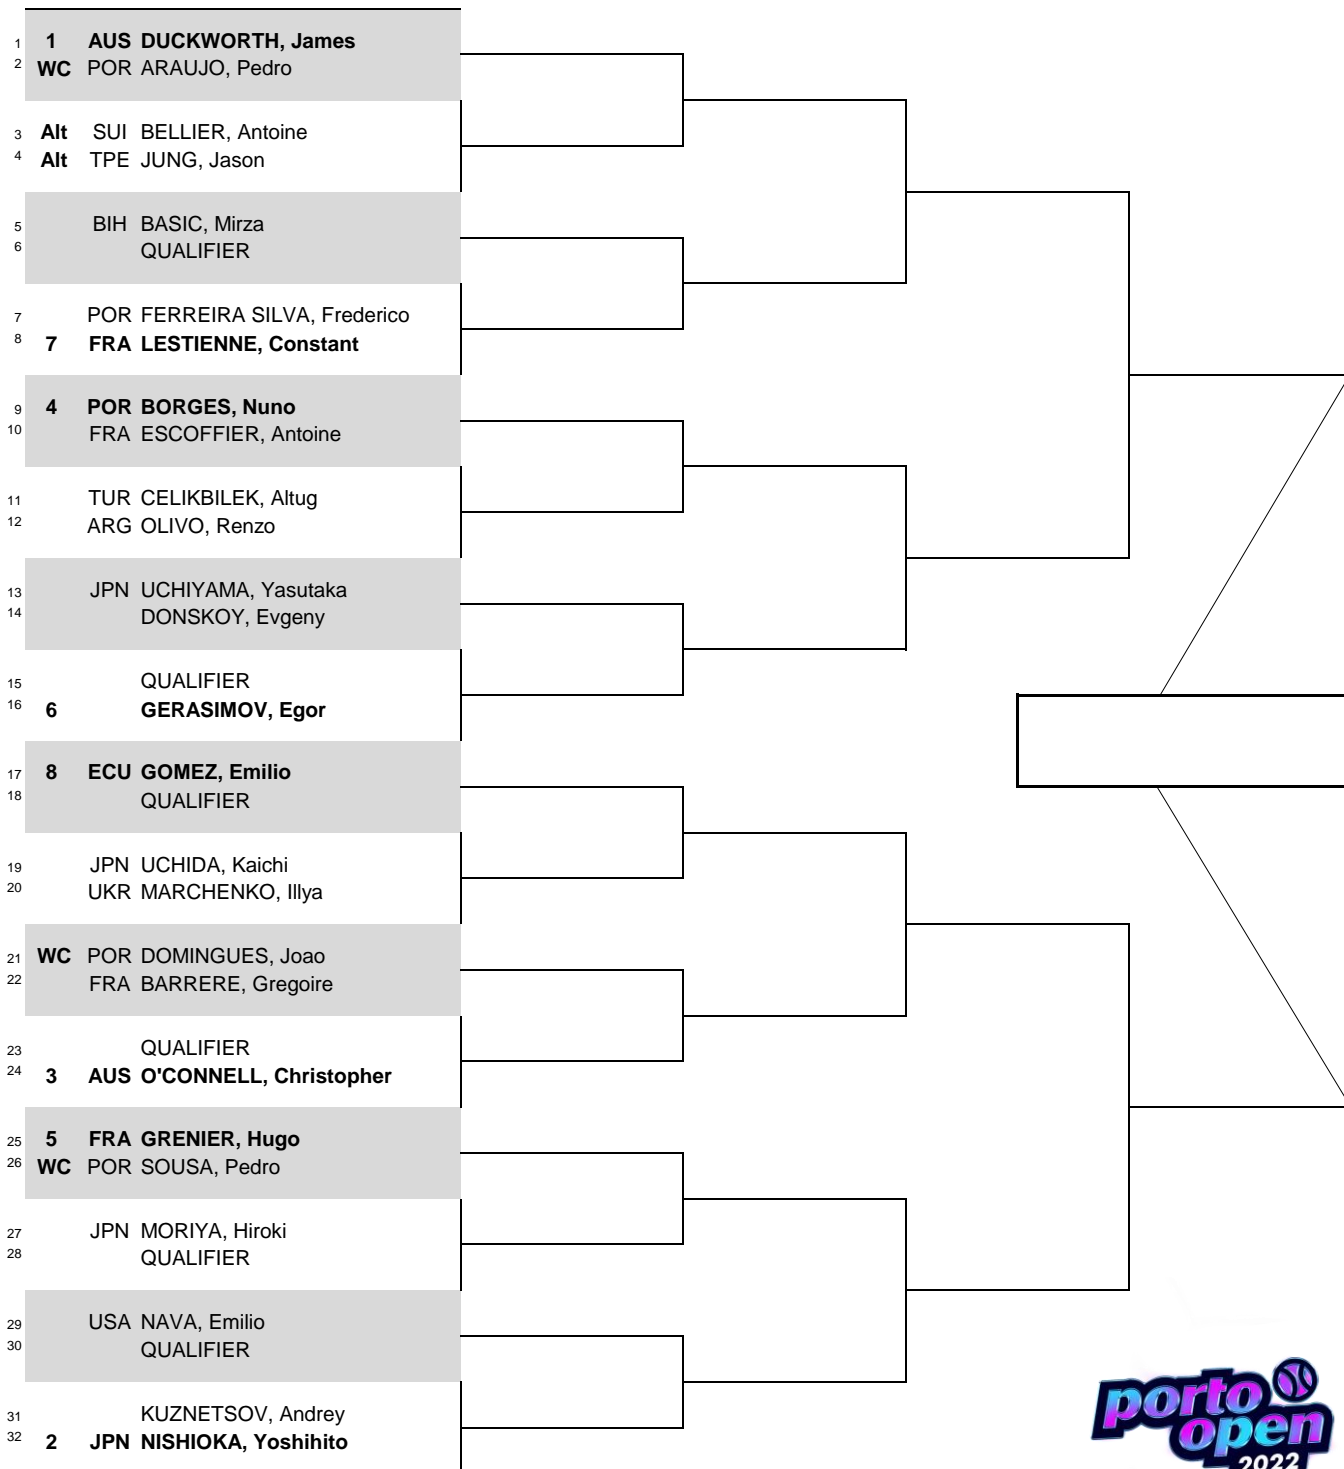 1 1 AUS DUCKWORTH, James
2 WC POR ARAUJO, Pedro
3 Alt SUI BELLIER, Antoine
4 Alt TPE JUNG, Jason
5 BIH BASIC, Mirza
6 QUALIFIER
7 POR FERREIRA SILVA, Frederico
8 7 FRA LESTIENNE, Constant
9 4 POR BORGES, Nuno
10 FRA ESCOFFIER, Antoine
11 TUR CELIKBILEK, Altug
12 ARG OLIVO, Renzo
13 JPN UCHIYAMA, Yasutaka
14 DONSKOY, Evgeny
15 QUALIFIER
16 6 GERASIMOV, Egor
17 8 ECU GOMEZ, Emilio
18 QUALIFIER
19 JPN UCHIDA, Kaichi
20 UKR MARCHENKO, Illya
21 WC POR DOMINGUES, Joao
22 FRA BARRERE, Gregoire
23 QUALIFIER
24 3 AUS O'CONNELL, Christopher
25 5 FRA GRENIER, Hugo
26 WC POR SOUSA, Pedro
27 JPN MORIYA, Hiroki
28 QUALIFIER
29 USA NAVA, Emilio
30 QUALIFIER
31 KUZNETSOV, Andrey
32 2 JPN NISHIOKA, Yoshihito
porto
open
2022